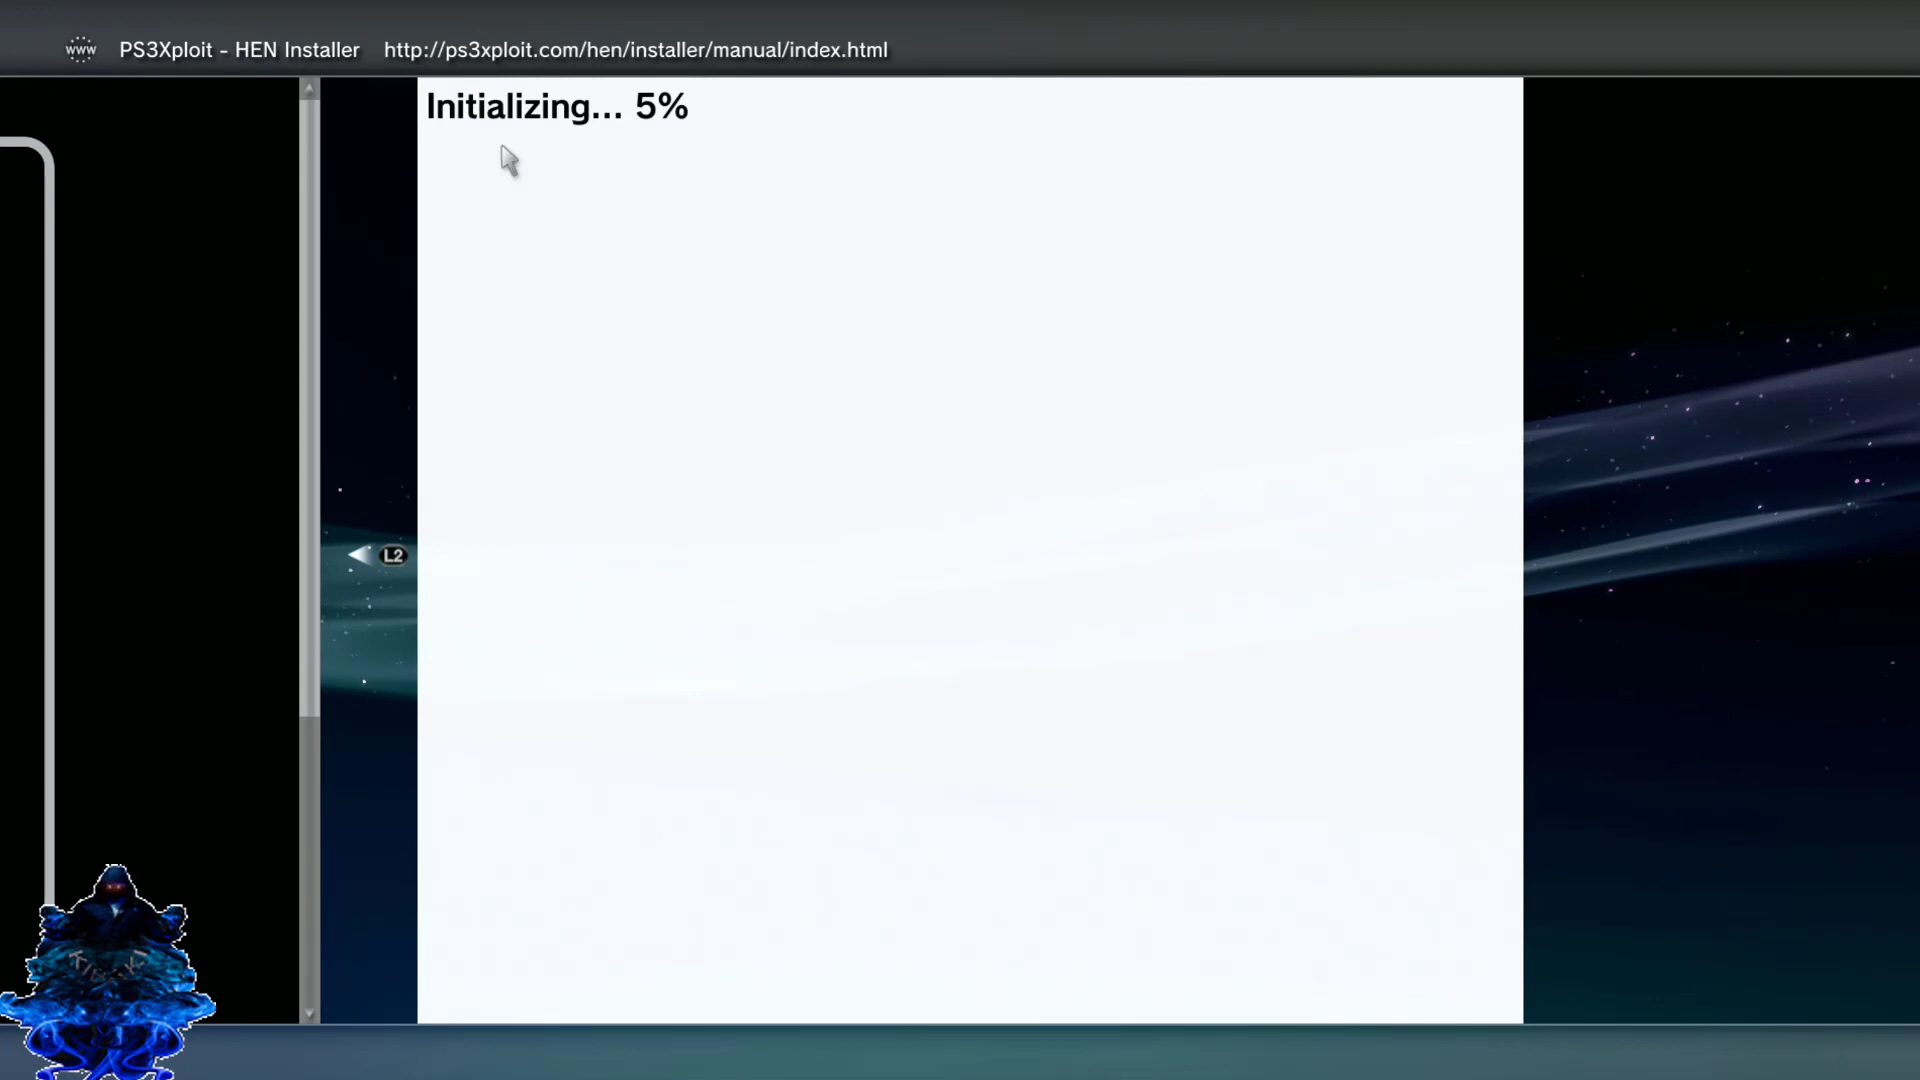 www PS3Xploit - HEN Installer http://ps3xploit.com/hen/installer/manual/index.html
Initializing... 5%
L2